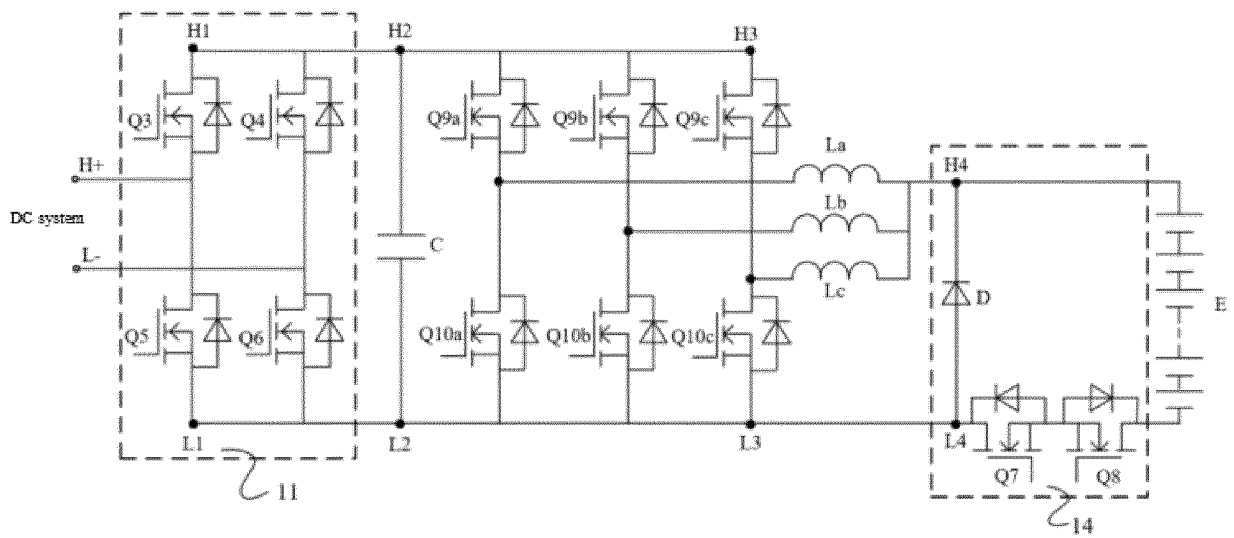 H1
H2
H3
Q3
Q4
Q9a
Q9b
Q9c
H+
La
H4
DC system
Lb
L-
C
Lc
D
E
Q5
Q6
Q10a
Q10b
Q10c
L1
L2
L3
L4
Q7
Q8
11
14